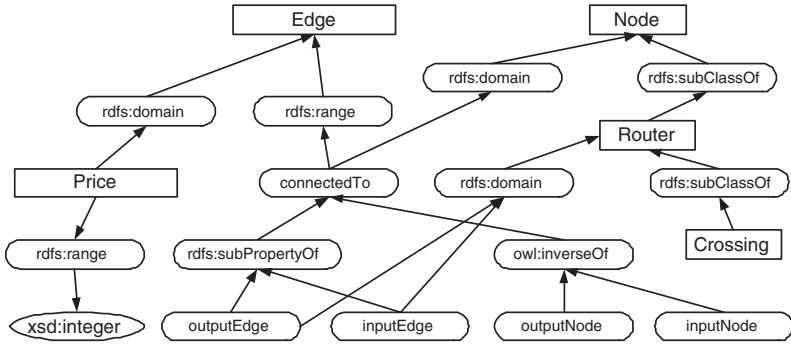 Edge
Node
rdfs:domain
rdfs:subClassOf
rdfs:domain
rdfs:range
Router
Price
connectedTo
rdfs:domain
rdfs:subClassOf
rdfs:range
rdfs:subPropertyOf
owl:inverseOf
Crossing
xsd:integer
outputEdge
inputEdge
outputNode
inputNode